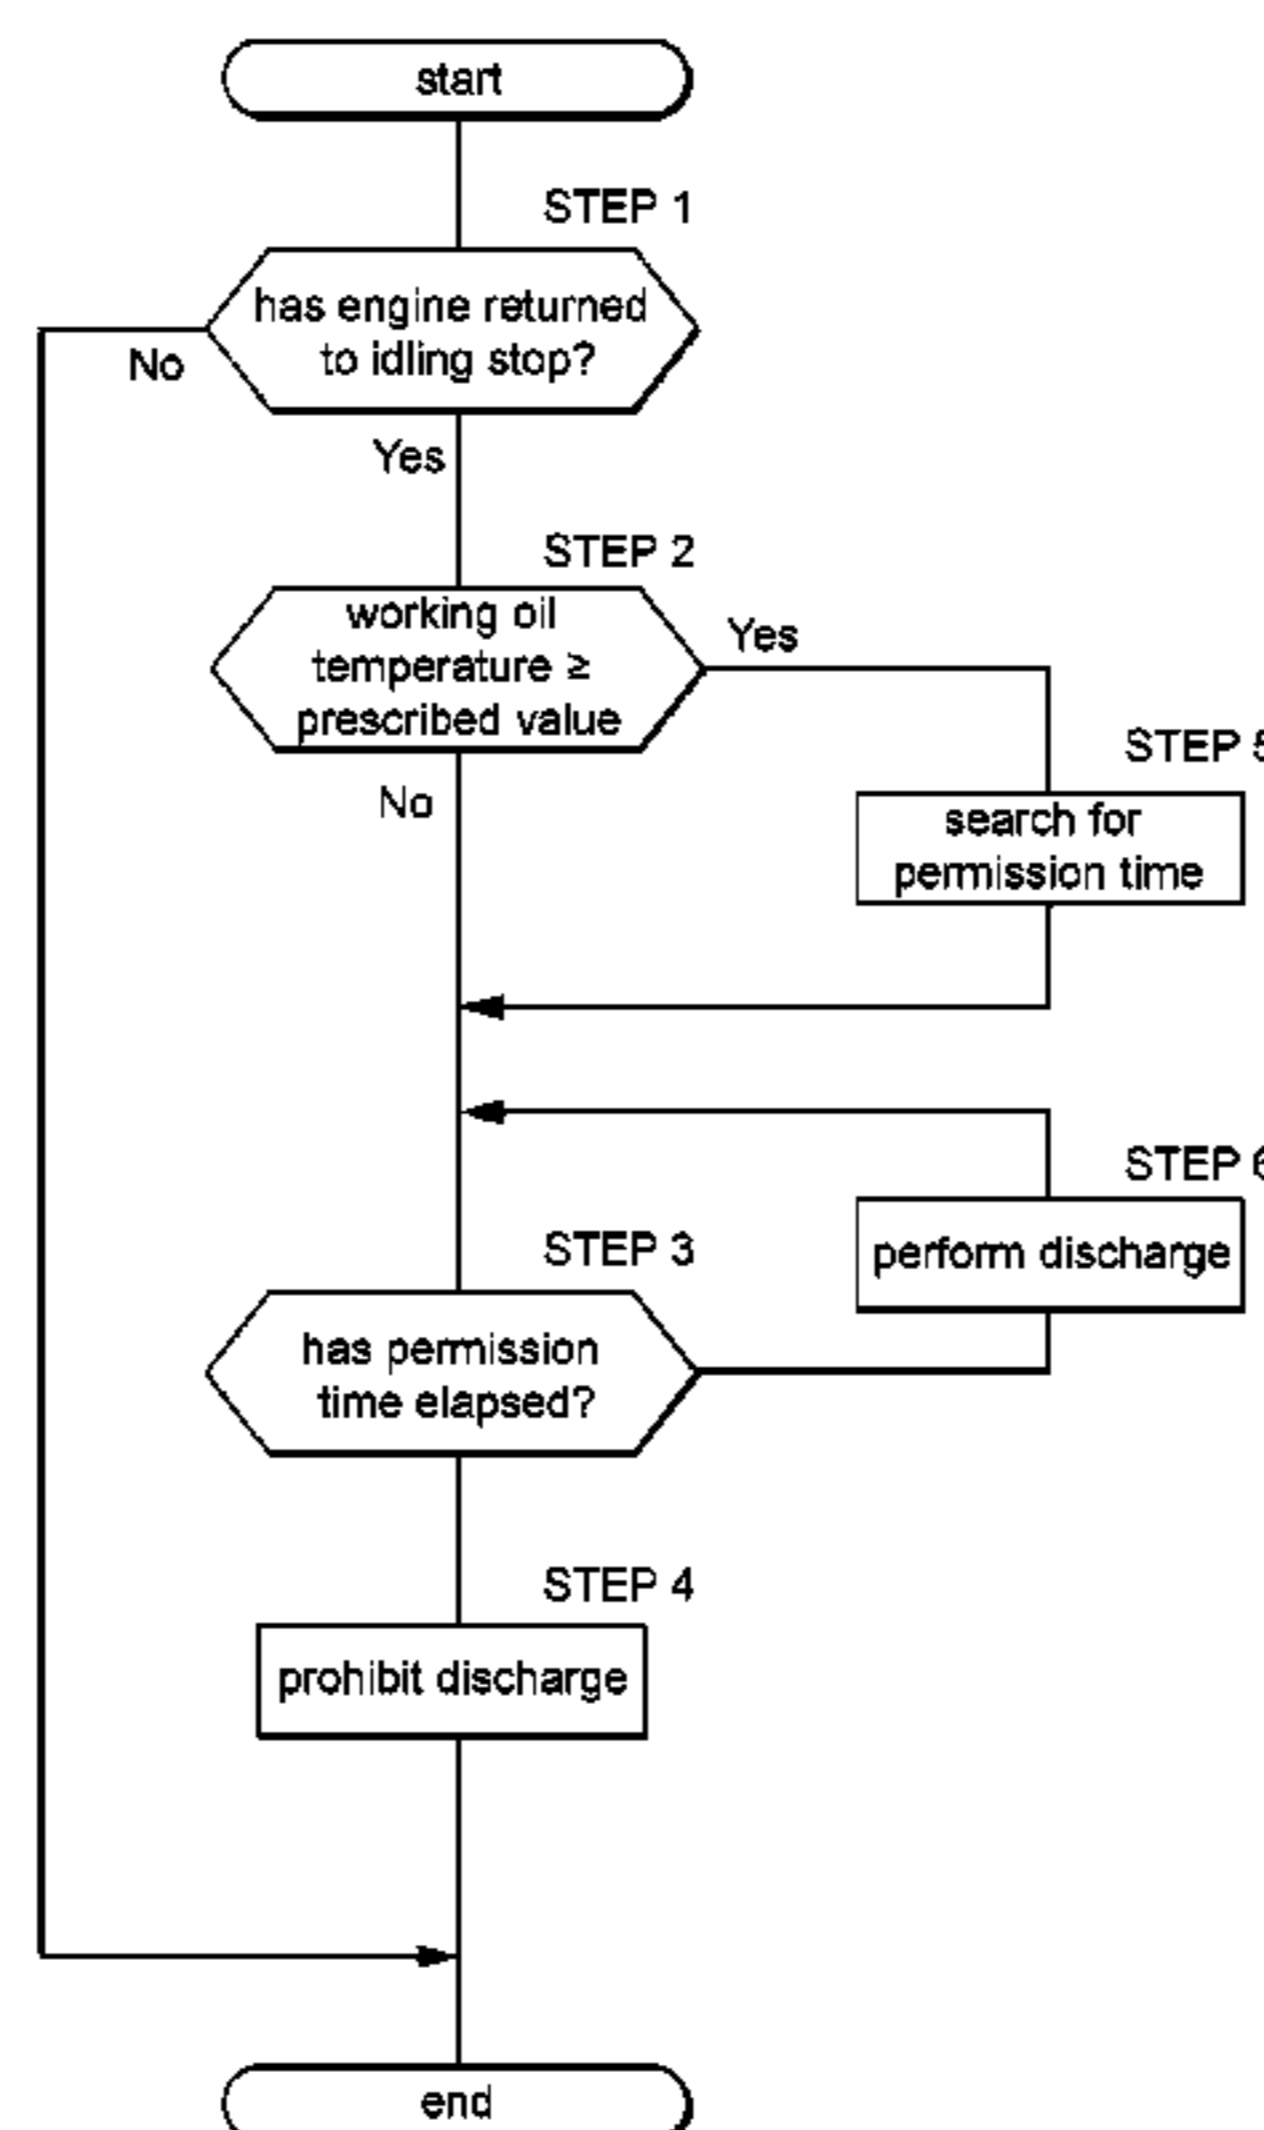 start
STEP 1
has engine returned
to idling stop?
No
Yes
STEP 2
working oil
temperature ≥
prescribed value
Yes
No
STEP 5
search for
permission time
STEP 6
perform discharge
STEP 3
has permission
time elapsed?
STEP 4
prohibit discharge
end